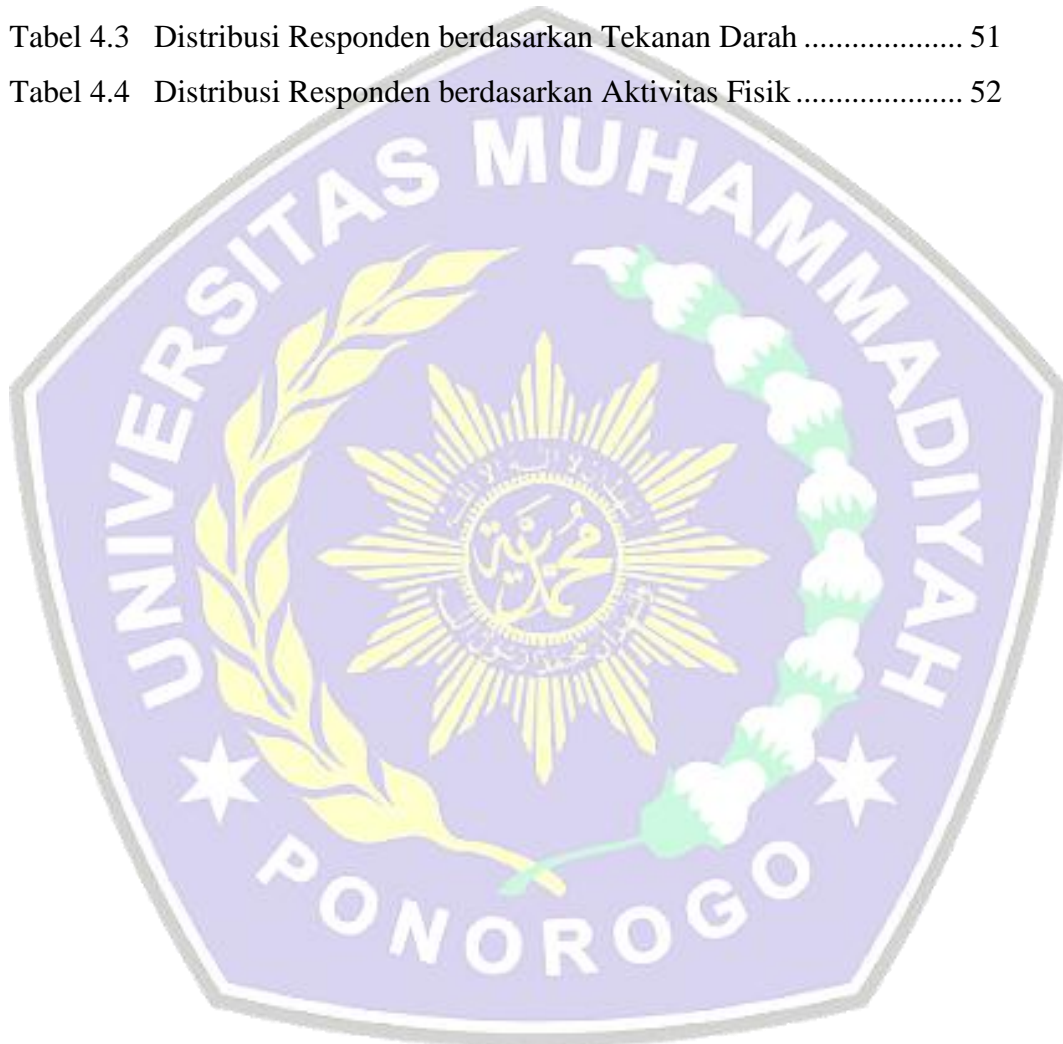 Tabel 4.3 Distribusi Responden berdasarkan Tekanan Darah .................... 51
Tabel 4.4 Distribusi Responden berdasarkan Aktivitas Fisik ..................... 52
UNIVERSITAS MUHAMMADIYAH
محمدية
PONOROGO